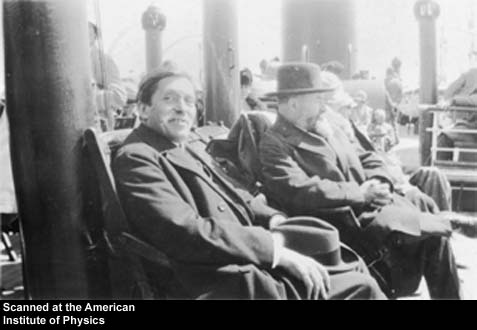 Scanned at the American
Institute of Physics